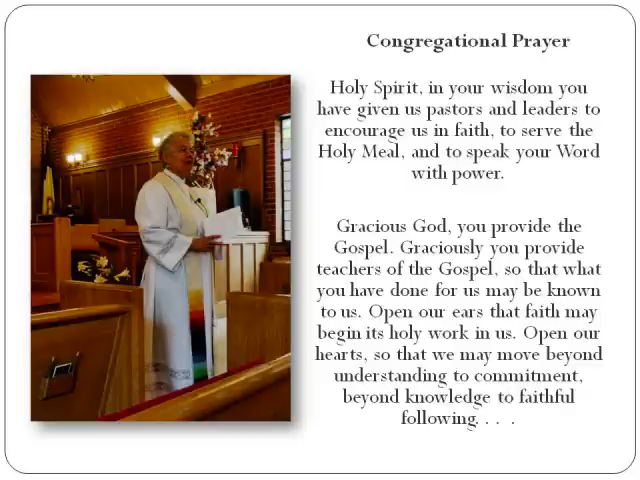 Congregational Prayer
Holy Spirit, in your wisdom you
have given us pastors and leaders to
encourage us in faith, to serve the
Holy Meal, and to speak your Word
with power.
Gracious God, you provide the
Gospel. Graciously you provide
teachers of the Gospel, so that what
you have done for us may be known
to us. Open our ears that faith may
begin its holy work in us. Open our
hearts, so that we may move beyond
understanding to commitment,
beyond knowledge to faithful
following. . . .